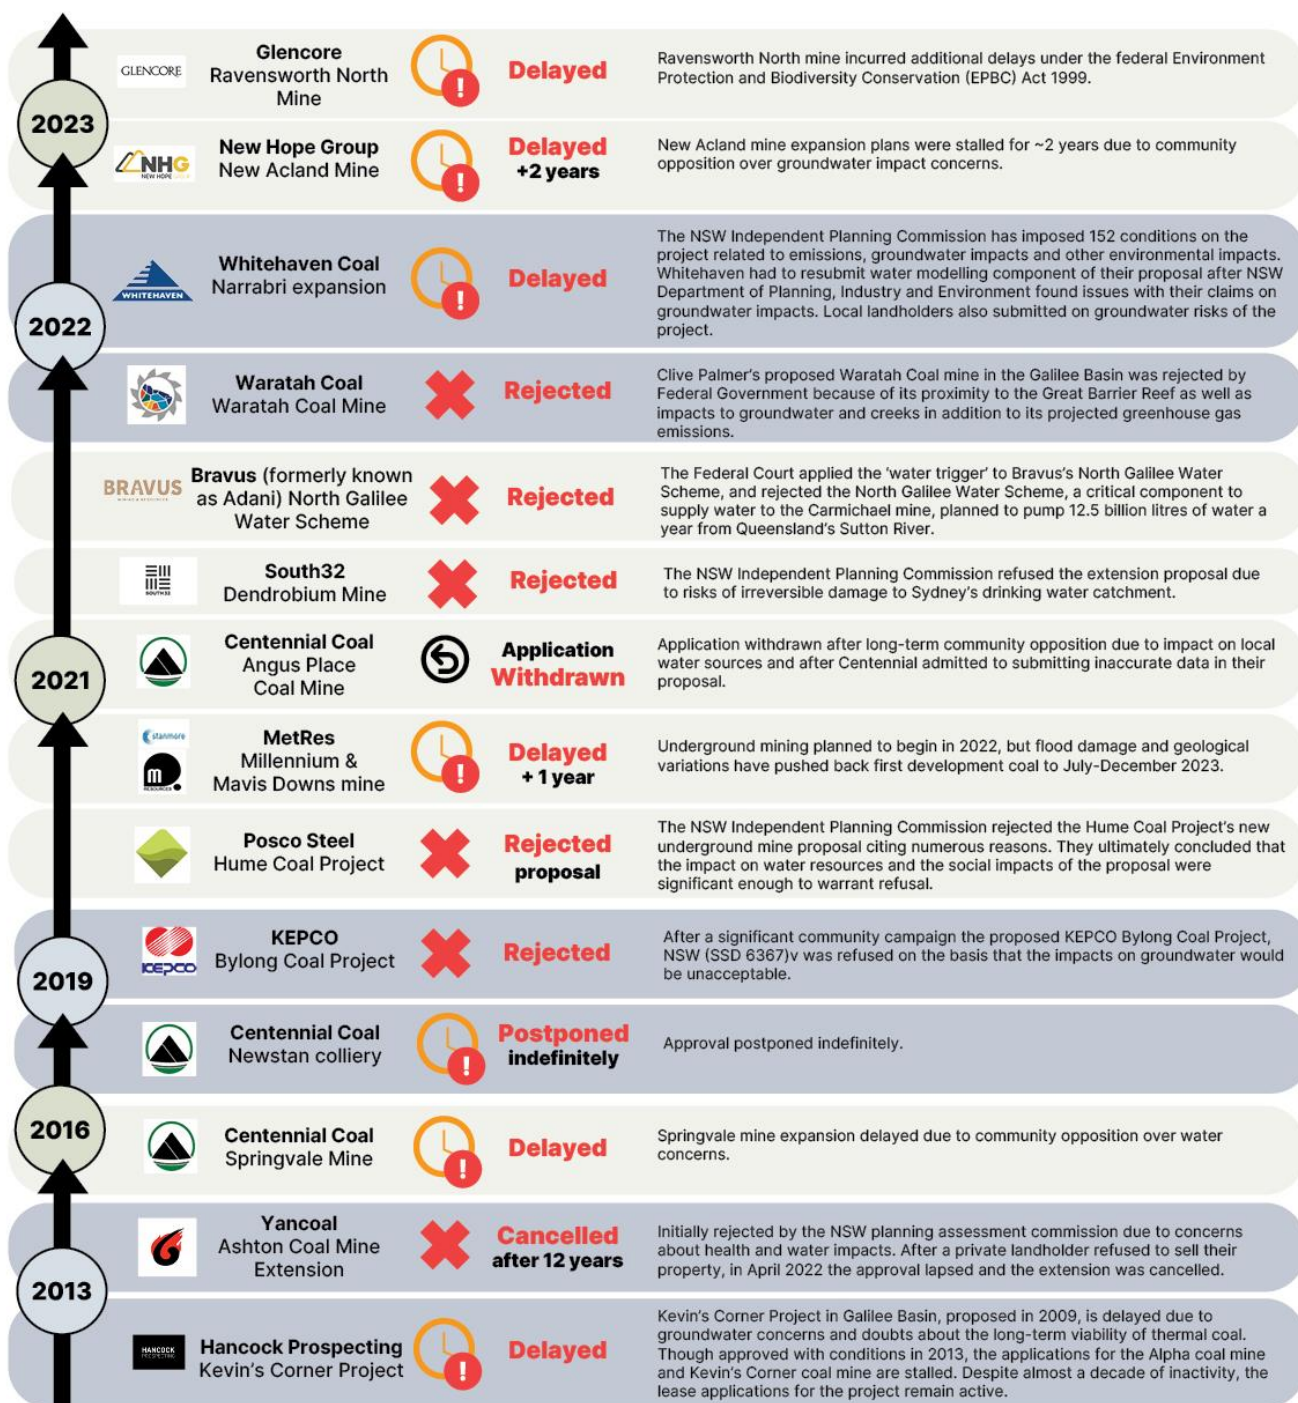 GLENCORE
Glencore
Ravensworth North
Mine
Delayed
Ravensworth North mine incurred additional delays under the federal Environment
Protection and Biodiversity Conservation (EPBC) Act 1999.
2023
NHG
NEW HOPE GROUP
New Hope Group
New Acland Mine
Delayed
+2 years
New Acland mine expansion plans were stalled for ~2 years due to community
opposition over groundwater impact concerns.
WHITEHAVEN
Whitehaven Coal
Narrabri expansion
Delayed
The NSW Independent Planning Commission has imposed 152 conditions on the
project related to emissions, groundwater impacts and other environmental impacts.
Whitehaven had to resubmit water modelling component of their proposal after NSW
Department of Planning, Industry and Environment found issues with their claims on
groundwater impacts. Local landholders also submitted on groundwater risks of the
project.
2022
Waratah Coal
Waratah Coal Mine
Rejected
Clive Palmer's proposed Waratah Coal mine in the Galilee Basin was rejected by
Federal Government because of its proximity to the Great Barrier Reef as well as
impacts to groundwater and creeks in addition to its projected greenhouse gas
emissions.
BRAVUS
Bravus (formerly known
as Adani) North Galilee
Water Scheme
Rejected
The Federal Court applied the 'water trigger' to Bravus's North Galilee Water
Scheme, and rejected the North Galilee Water Scheme, a critical component to
supply water to the Carmichael mine, planned to pump 12.5 billion litres of water a
year from Queensland's Sutton River.
SOUTH32
South32
Dendrobium Mine
Rejected
The NSW Independent Planning Commission refused the extension proposal due
to risks of irreversible damage to Sydney's drinking water catchment.
2021
Centennial Coal
Angus Place
Coal Mine
Application
Withdrawn
Application withdrawn after long-term community opposition due to impact on local
water sources and after Centennial admitted to submitting inaccurate data in their
proposal.
stanmore
m
RESOURCES
MetRes
Millennium &
Mavis Downs mine
Delayed
+ 1 year
Underground mining planned to begin in 2022, but flood damage and geological
variations have pushed back first development coal to July-December 2023.
Posco Steel
Hume Coal Project
Rejected
proposal
The NSW Independent Planning Commission rejected the Hume Coal Project's new
underground mine proposal citing numerous reasons. They ultimately concluded that
the impact on water resources and the social impacts of the proposal were
significant enough to warrant refusal.
2019
KEPCO
KEPCO
Bylong Coal Project
Rejected
After a significant community campaign the proposed KEPCO Bylong Coal Project,
NSW (SSD 6367)v was refused on the basis that the impacts on groundwater would
be unacceptable.
Centennial Coal
Newstan colliery
Postponed
indefinitely
Approval postponed indefinitely.
2016
Centennial Coal
Springvale Mine
Delayed
Springvale mine expansion delayed due to community opposition over water
concerns.
Yancoal
Ashton Coal Mine
Extension
Cancelled
after 12 years
Initially rejected by the NSW planning assessment commission due to concerns
about health and water impacts. After a private landholder refused to sell their
property, in April 2022 the approval lapsed and the extension was cancelled.
2013
HANCOCK
PROSPECTING
Hancock Prospecting
Kevin's Corner Project
Delayed
Kevin's Corner Project in Galilee Basin, proposed in 2009, is delayed due to
groundwater concerns and doubts about the long-term viability of thermal coal.
Though approved with conditions in 2013, the applications for the Alpha coal mine
and Kevin's Corner coal mine are stalled. Despite almost a decade of inactivity, the
lease applications for the project remain active.